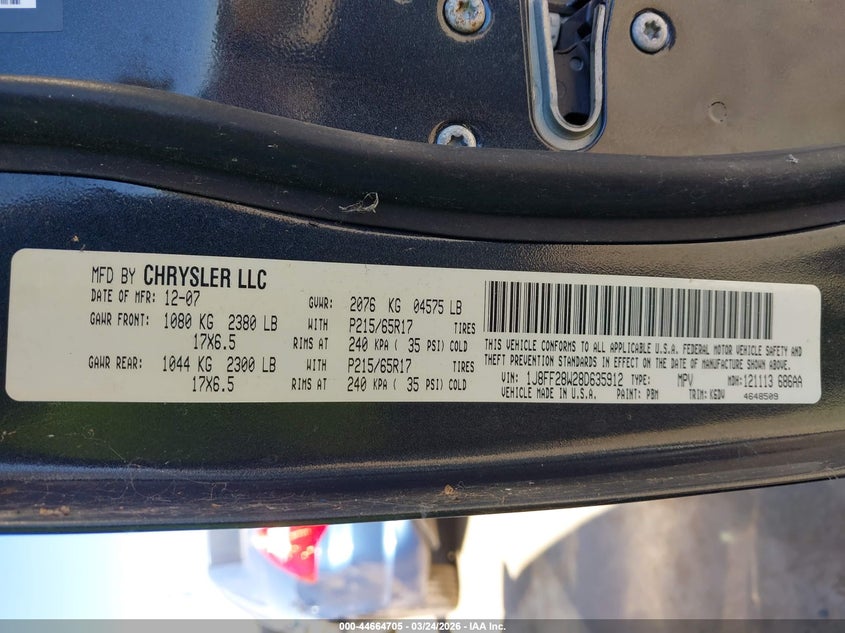 MFD BY CHRYSLER LLC
DATE OF MFR: 12-07 GVWR: 2076 KG 04575 LB
GAWR FRONT: 1080 KG 2380 LB WITH P215/65R17 TIRES
17X6.5 RIMS AT 240 KPA ( 35 PSI) COLD
GAWR REAR: 1044 KG 2300 LB WITH P215/65R17 TIRES
17X6.5 RIMS AT 240 KPA ( 35 PSI) COLD
THIS VEHICLE CONFORMS TO ALL APPLICABLE U.S.A. FEDERAL MOTOR VEHICLE SAFETY AND
THEFT PREVENTION STANDARDS IN EFFECT ON THE DATE OF MANUFACTURE SHOWN ABOVE.
VIN: 1J8FF28W28D635912 TYPE: MPV MDH: 121113 686AA
VEHICLE MADE IN U.S.A. PAINT: PBM TRIM: K6DV 4648509
000-44664705 - 03/24/2026 - IAA Inc.